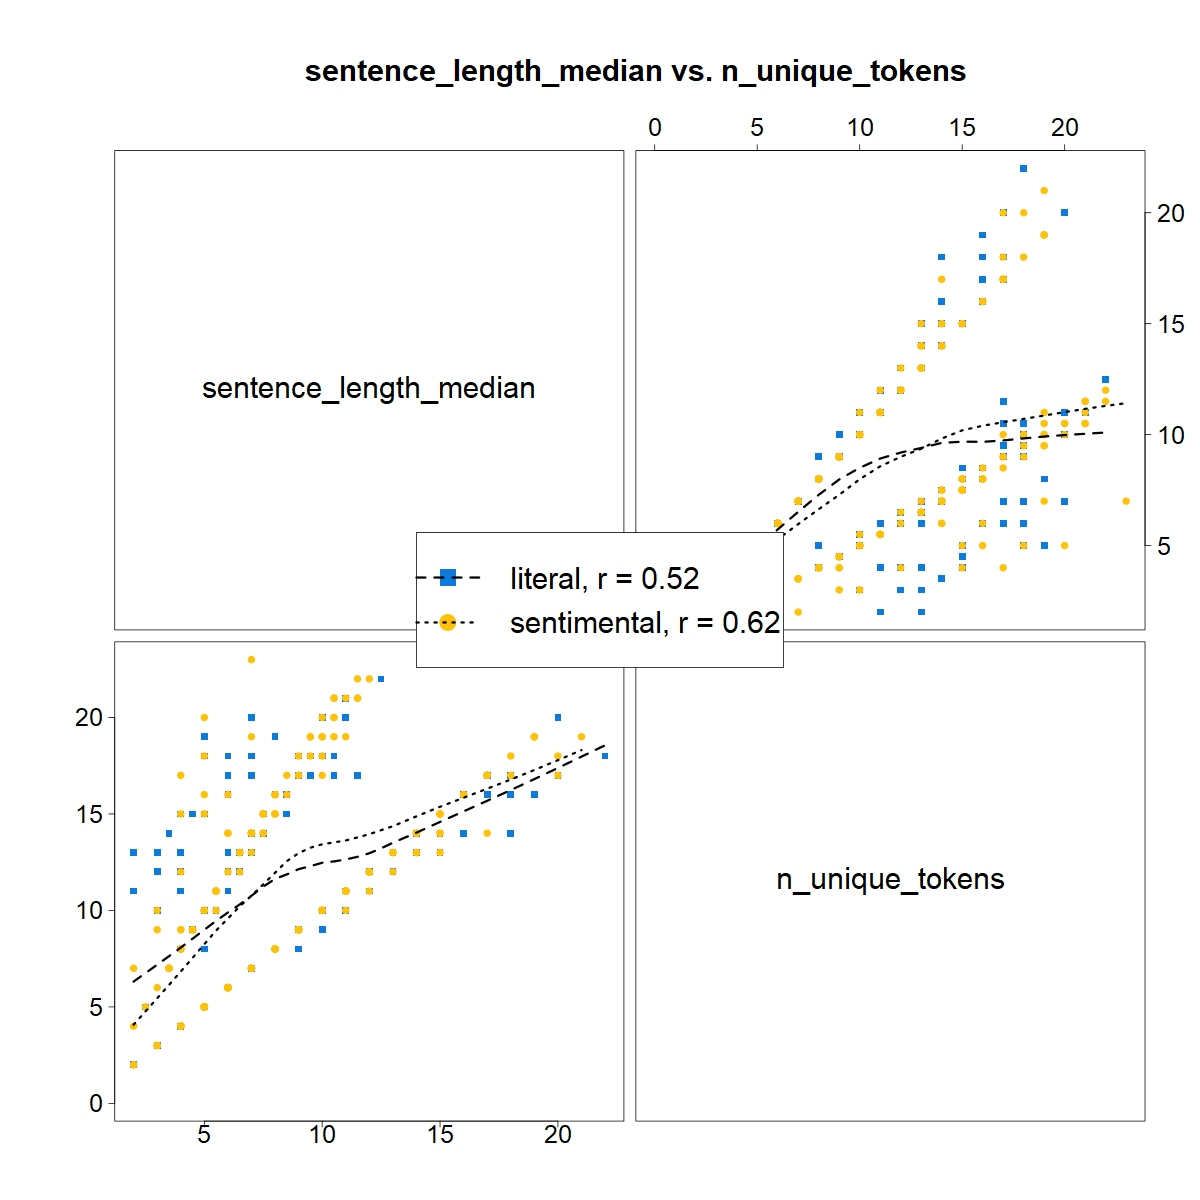 sentence_length_median vs. n_unique_tokens
0 5 10 15 20
sentence_length_median
20
15
10
5
literal, r = 0.52
sentimental, r = 0.62
20
15
10
5
0
n_unique_tokens
5 10 15 20